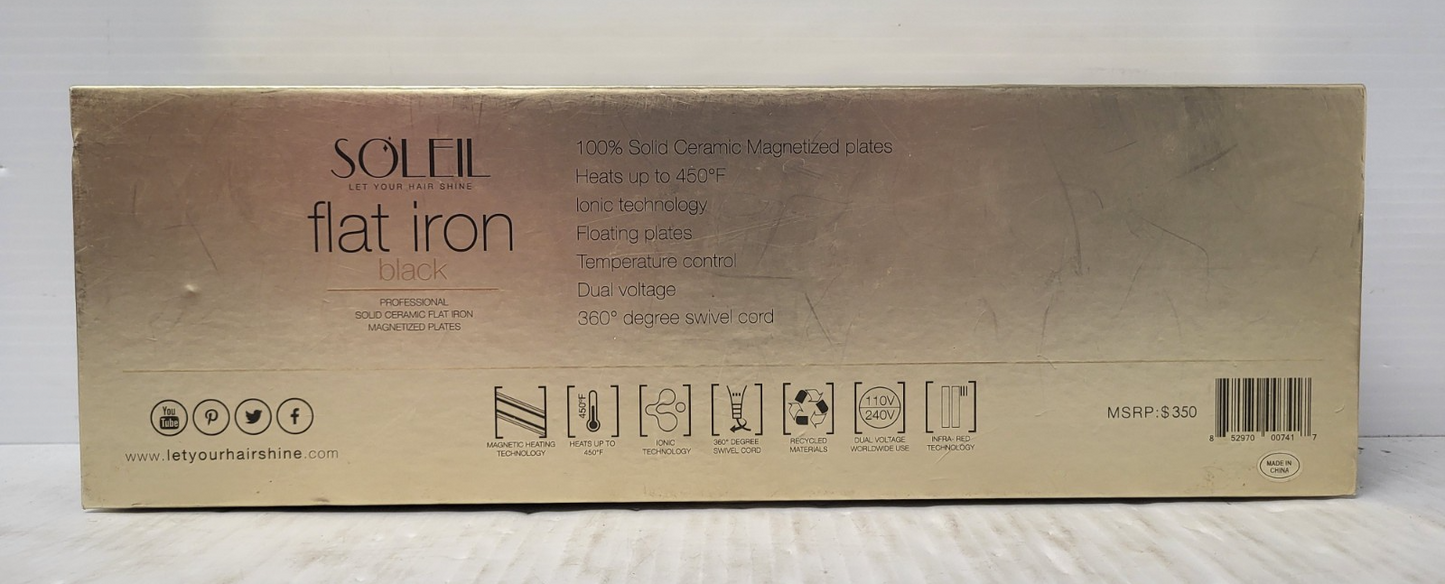 SOLEIL
LET YOUR HAIR SHINE
flat iron
black
PROFESSIONAL
SOLID CERAMIC FLAT IRON
MAGNETIZED PLATES
100% Solid Ceramic Magnetized plates
Heats up to 450°F
Ionic technology
Floating plates
Temperature control
Dual voltage
360° degree swivel cord
You
Tube
www.letyourhairshine.com
MAGNETIC HEATING
TECHNOLOGY
450°F
HEATS UP TO
450°F
IONIC
TECHNOLOGY
360° DEGREE
SWIVEL CORD
RECYCLED
MATERIALS
110V
240V
DUAL VOLTAGE
WORLDWIDE USE
INFRA- RED
TECHNOLOGY
MSRP:$350
8 52970 00741 7
MADE IN
CHINA